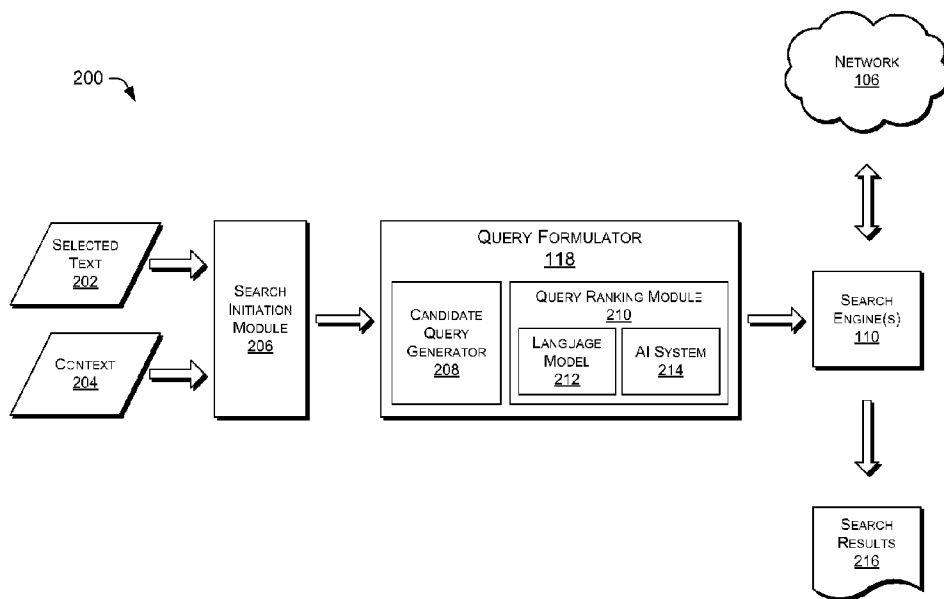 200
NETWORK
106
SELECTED
TEXT
202
CONTEXT
204
SEARCH
INITIATION
MODULE
206
QUERY FORMULATOR
118
CANDIDATE
QUERY
GENERATOR
208
QUERY RANKING MODULE
210
LANGUAGE
MODEL
212
AI SYSTEM
214
SEARCH
ENGINE(S)
110
SEARCH
RESULTS
216